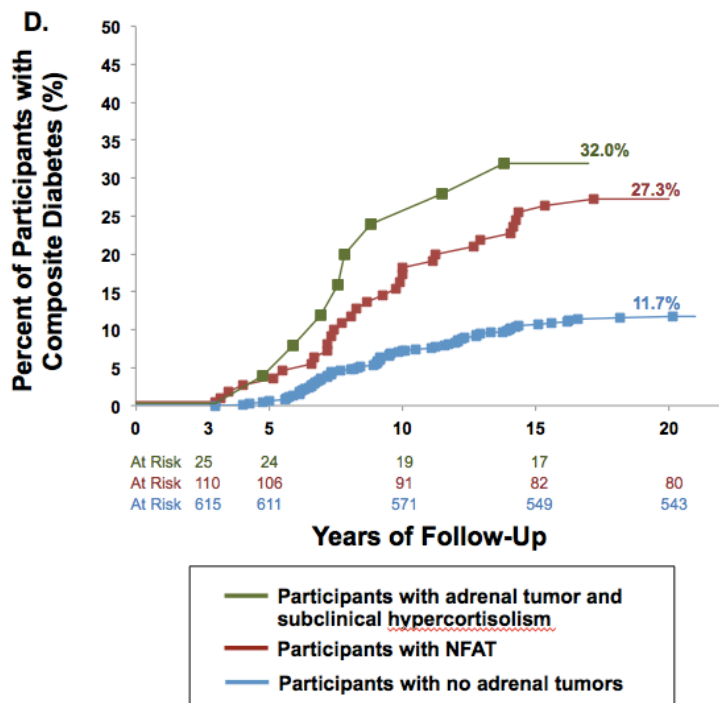 D.
Percent of Participants with
Composite Diabetes (%)
50
45
40
35
30
25
20
15
10
5
0
32.0%
27.3%
11.7%
0 3 5 10 15 20
At Risk 25 24 19 17
At Risk 110 106 91 82 80
At Risk 615 611 571 549 543
Years of Follow-Up
Participants with adrenal tumor and
subclinical hypercortisolism
Participants with NFAT
Participants with no adrenal tumors